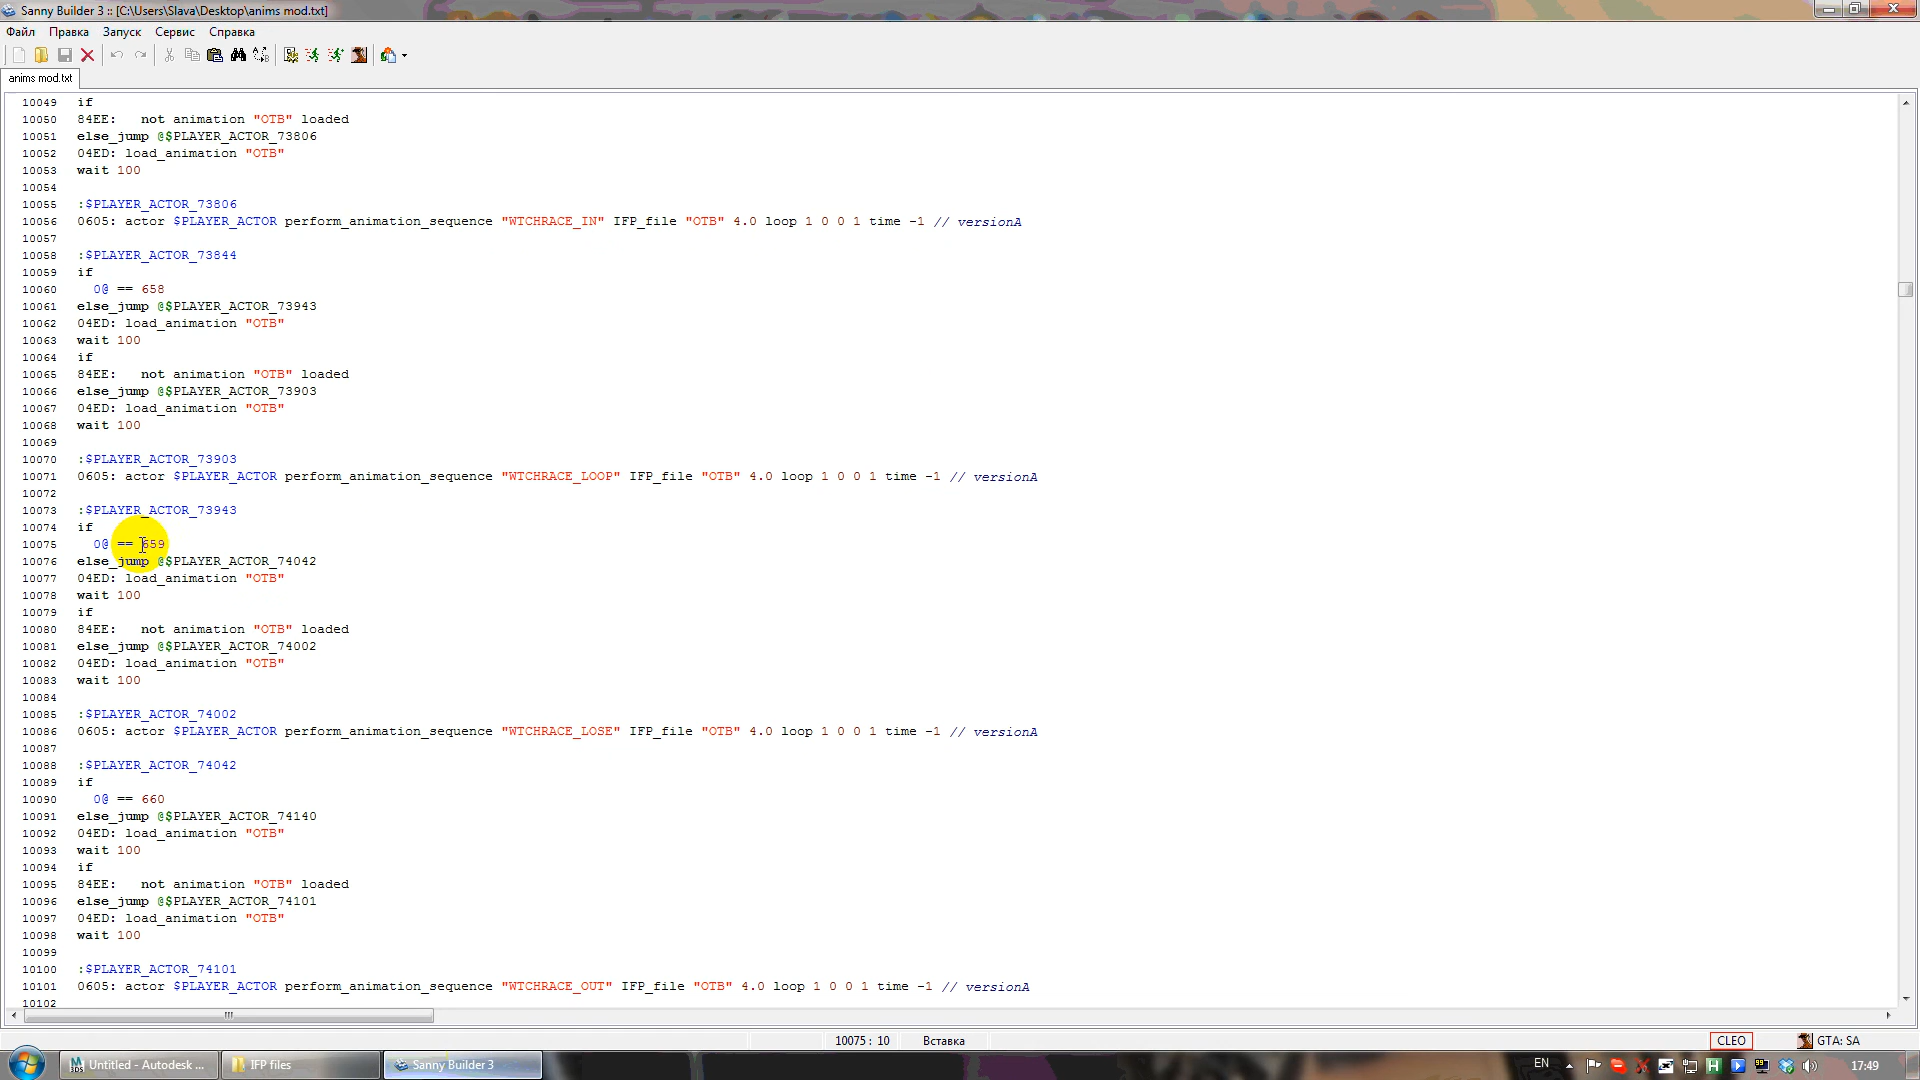 Sanny Builder 3 :: [C:\Users\Slava\Desktop\anims mod.txt]
Файл Правка Запуск Сервис Справка
anims mod.txt
10049 if
10050 84EE: not animation "OTB" loaded
10051 else_jump @$PLAYER_ACTOR_73806
10052 04ED: load_animation "OTB"
10053 wait 100
10054
10055 :$PLAYER_ACTOR_73806
10056 0605: actor $PLAYER_ACTOR perform_animation_sequence "WTCHRACE_IN" IFP_file "OTB" 4.0 loop 1 0 0 1 time -1 // versionA
10057
10058 :$PLAYER_ACTOR_73844
10059 if
10060 0@ == 658
10061 else_jump @$PLAYER_ACTOR_73943
10062 04ED: load_animation "OTB"
10063 wait 100
10064 if
10065 84EE: not animation "OTB" loaded
10066 else_jump @$PLAYER_ACTOR_73903
10067 04ED: load_animation "OTB"
10068 wait 100
10069
10070 :$PLAYER_ACTOR_73903
10071 0605: actor $PLAYER_ACTOR perform_animation_sequence "WTCHRACE_LOOP" IFP_file "OTB" 4.0 loop 1 0 0 1 time -1 // versionA
10072
10073 :$PLAYER_ACTOR_73943
10074 if
10075 0@ == 659
10076 else_jump @$PLAYER_ACTOR_74042
10077 04ED: load_animation "OTB"
10078 wait 100
10079 if
10080 84EE: not animation "OTB" loaded
10081 else_jump @$PLAYER_ACTOR_74002
10082 04ED: load_animation "OTB"
10083 wait 100
10084
10085 :$PLAYER_ACTOR_74002
10086 0605: actor $PLAYER_ACTOR perform_animation_sequence "WTCHRACE_LOSE" IFP_file "OTB" 4.0 loop 1 0 0 1 time -1 // versionA
10087
10088 :$PLAYER_ACTOR_74042
10089 if
10090 0@ == 660
10091 else_jump @$PLAYER_ACTOR_74140
10092 04ED: load_animation "OTB"
10093 wait 100
10094 if
10095 84EE: not animation "OTB" loaded
10096 else_jump @$PLAYER_ACTOR_74101
10097 04ED: load_animation "OTB"
10098 wait 100
10099
10100 :$PLAYER_ACTOR_74101
10101 0605: actor $PLAYER_ACTOR perform_animation_sequence "WTCHRACE_OUT" IFP_file "OTB" 4.0 loop 1 0 0 1 time -1 // versionA
10102
10075: 10 Вставка CLEO GTA: SA
Untitled - Autodesk ... IFP files Sanny Builder 3 EN 17:49